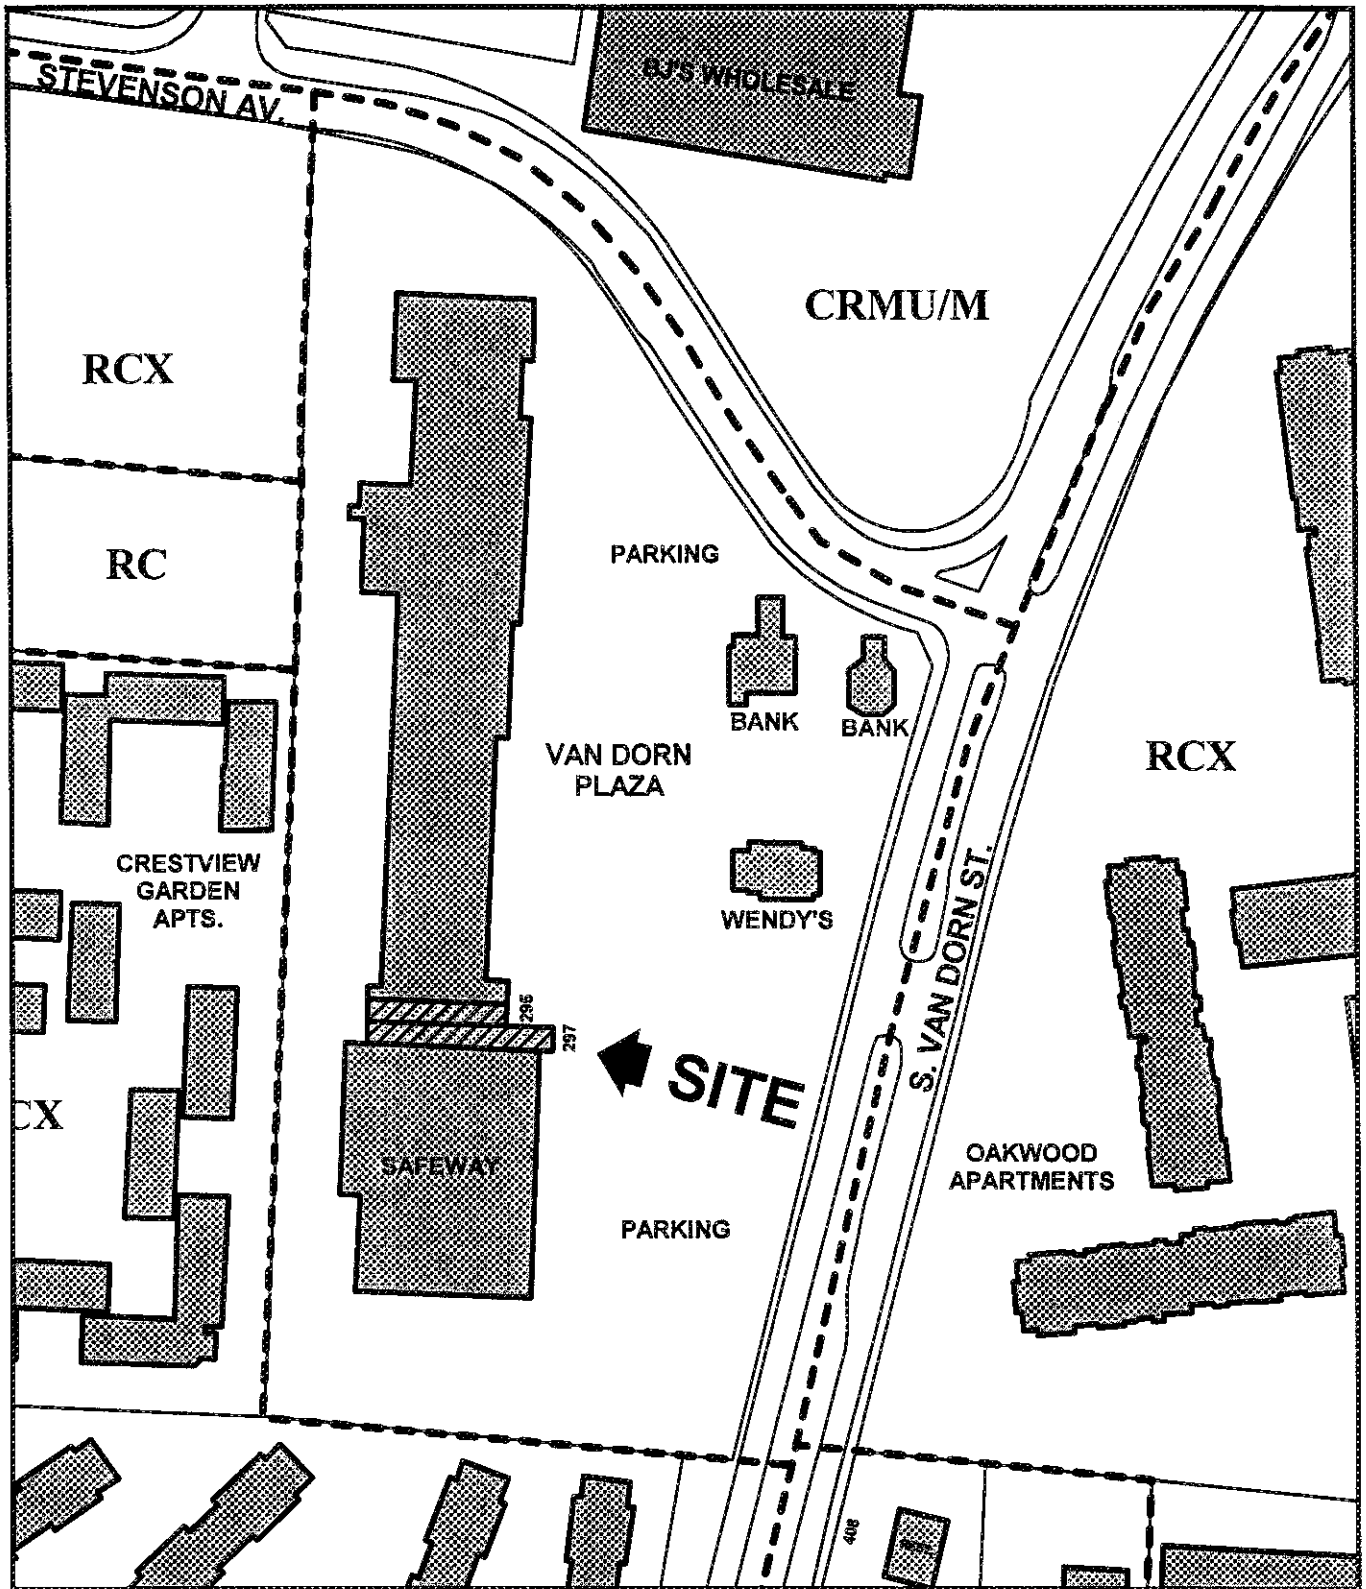 BJ'S WHOLESALE
STEVENSON AV.
CRMU/M
RCX
PARKING
RC
BANK
BANK
VAN DORN
PLAZA
RCX
CRESTVIEW
GARDEN
APTS.
WENDY'S
S. VAN DORN ST.
297
SITE
CX
SAFEWAY
OAKWOOD
APARTMENTS
PARKING
408